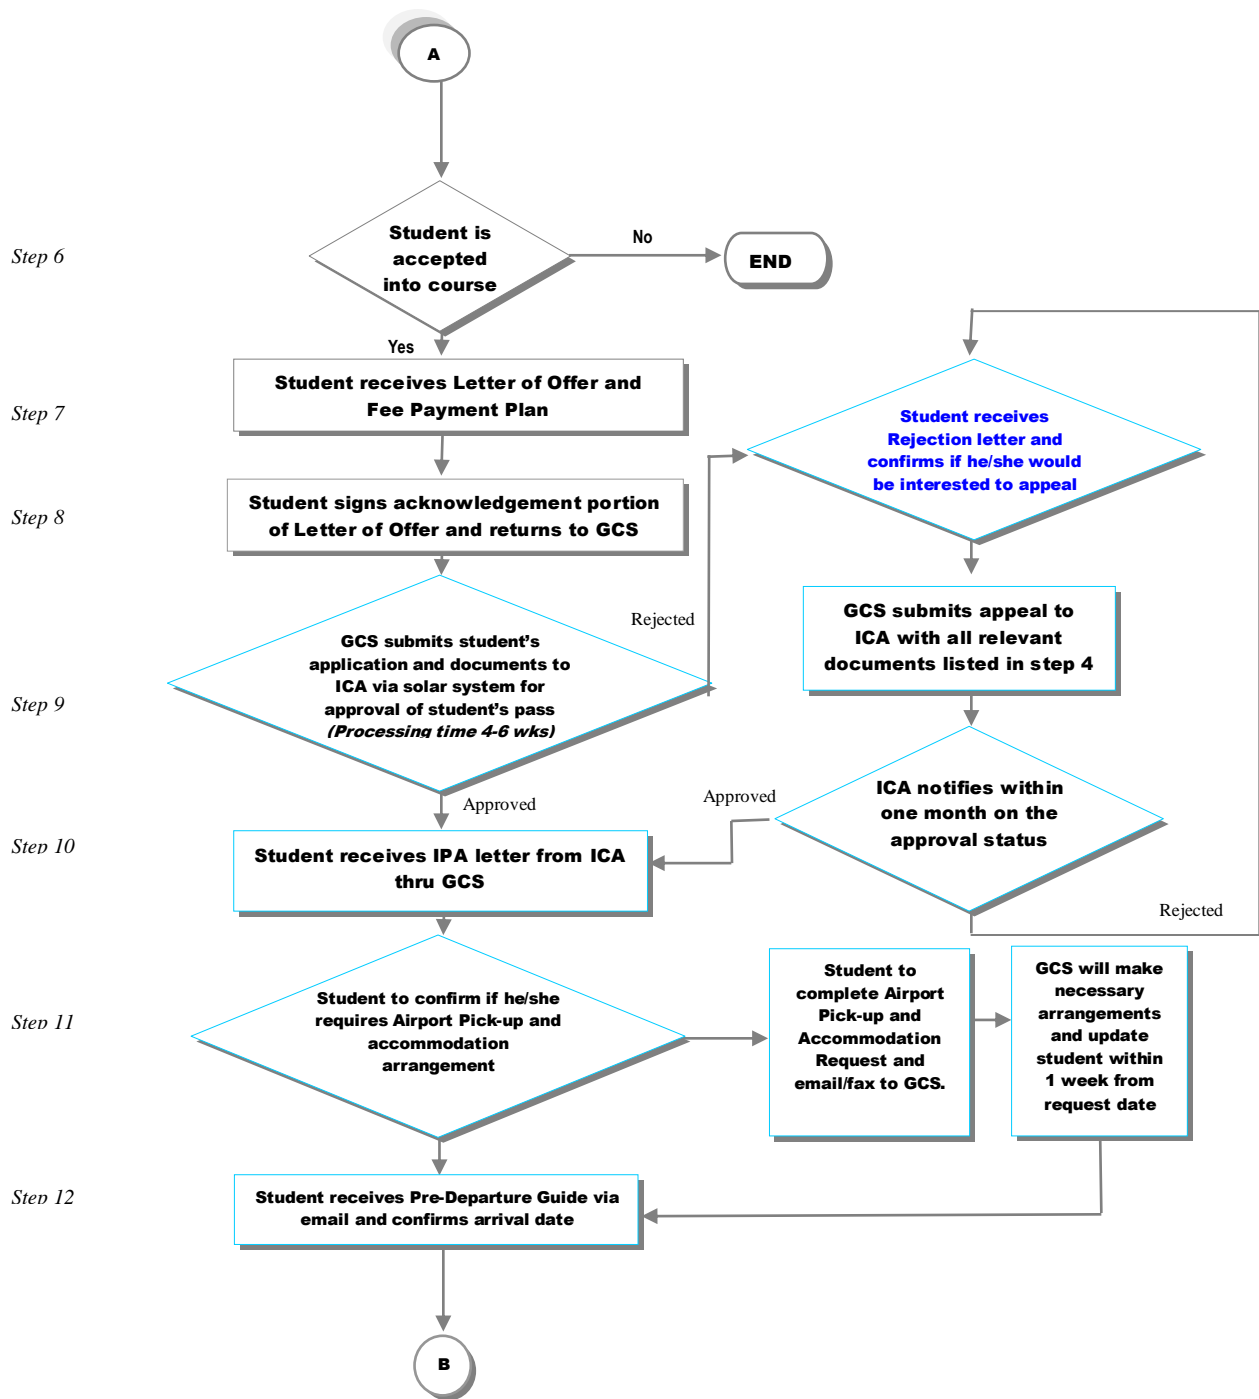 A
Step 6
Student is
accepted
into course
No
END
Yes
Step 7
Student receives Letter of Offer and
Fee Payment Plan
Student receives
Rejection letter and
confirms if he/she would
be interested to appeal
Step 8
Student signs acknowledgement portion
of Letter of Offer and returns to GCS
Rejected
Step 9
GCS submits student’s
application and documents to
ICA via solar system for
approval of student’s pass
(Processing time 4-6 wks)
GCS submits appeal to
ICA with all relevant
documents listed in step 4
Approved
Approved
ICA notifies within
one month on the
approval status
Rejected
Step 10
Student receives IPA letter from ICA
thru GCS
Step 11
Student to confirm if he/she
requires Airport Pick-up and
accommodation
arrangement
Student to
complete Airport
Pick-up and
Accommodation
Request and
email/fax to GCS.
GCS will make
necessary
arrangements
and update
student within
1 week from
request date
Step 12
Student receives Pre-Departure Guide via
email and confirms arrival date
B